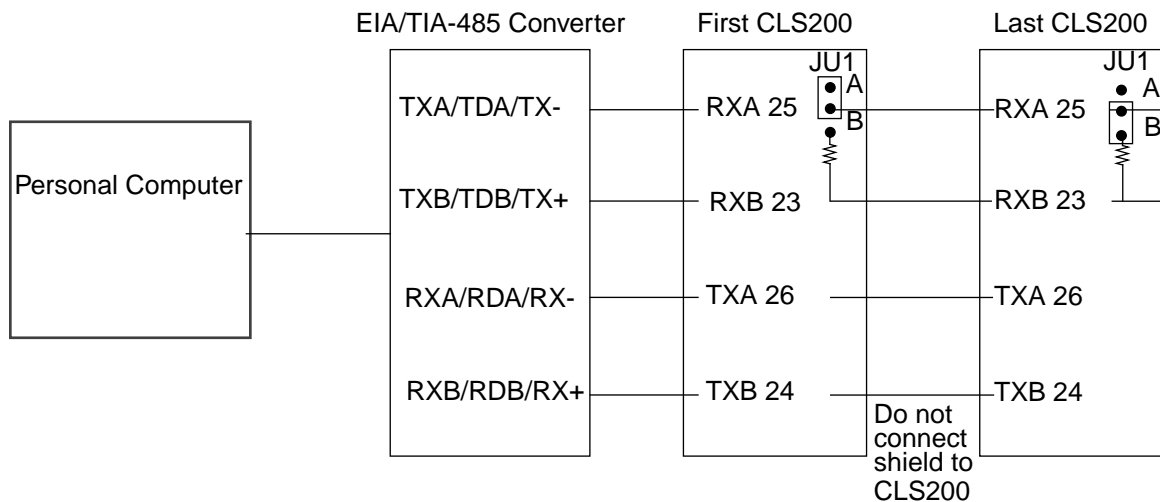 EIA/TIA-485 Converter
First CLS200
Last CLS200
JU1
A
B
JU1
A
B
Personal Computer
TXA/TDA/TX-
RXA 25
RXA 25
TXB/TDB/TX+
RXB 23
RXB 23
RXA/RDA/RX-
TXA 26
TXA 26
RXB/RDB/RX+
TXB 24
TXB 24
Do not
connect
shield to
CLS200